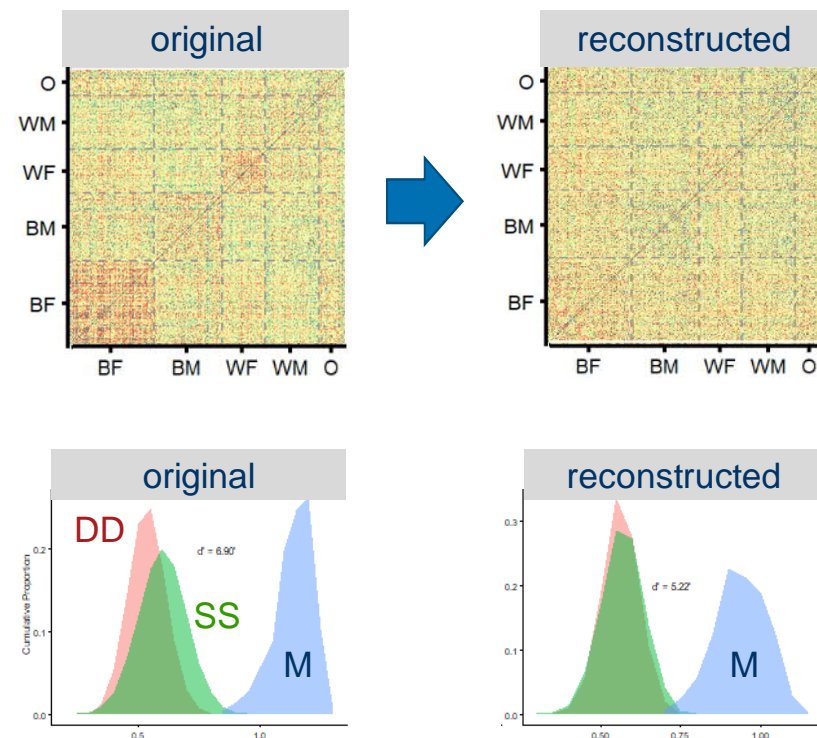 original
reconstructed
O
WM
WF
BM
BF
BF BM WF WM O
O
WM
WF
BM
BF
BF BM WF WM O
original
reconstructed
Cumulative Proportion
0.2
0.1
0.0
DD
SS
M
d' = 6.90'
0.5 1.0
0.3
0.2
0.1
0.0
d' = 5.22'
M
0.50 0.75 1.00